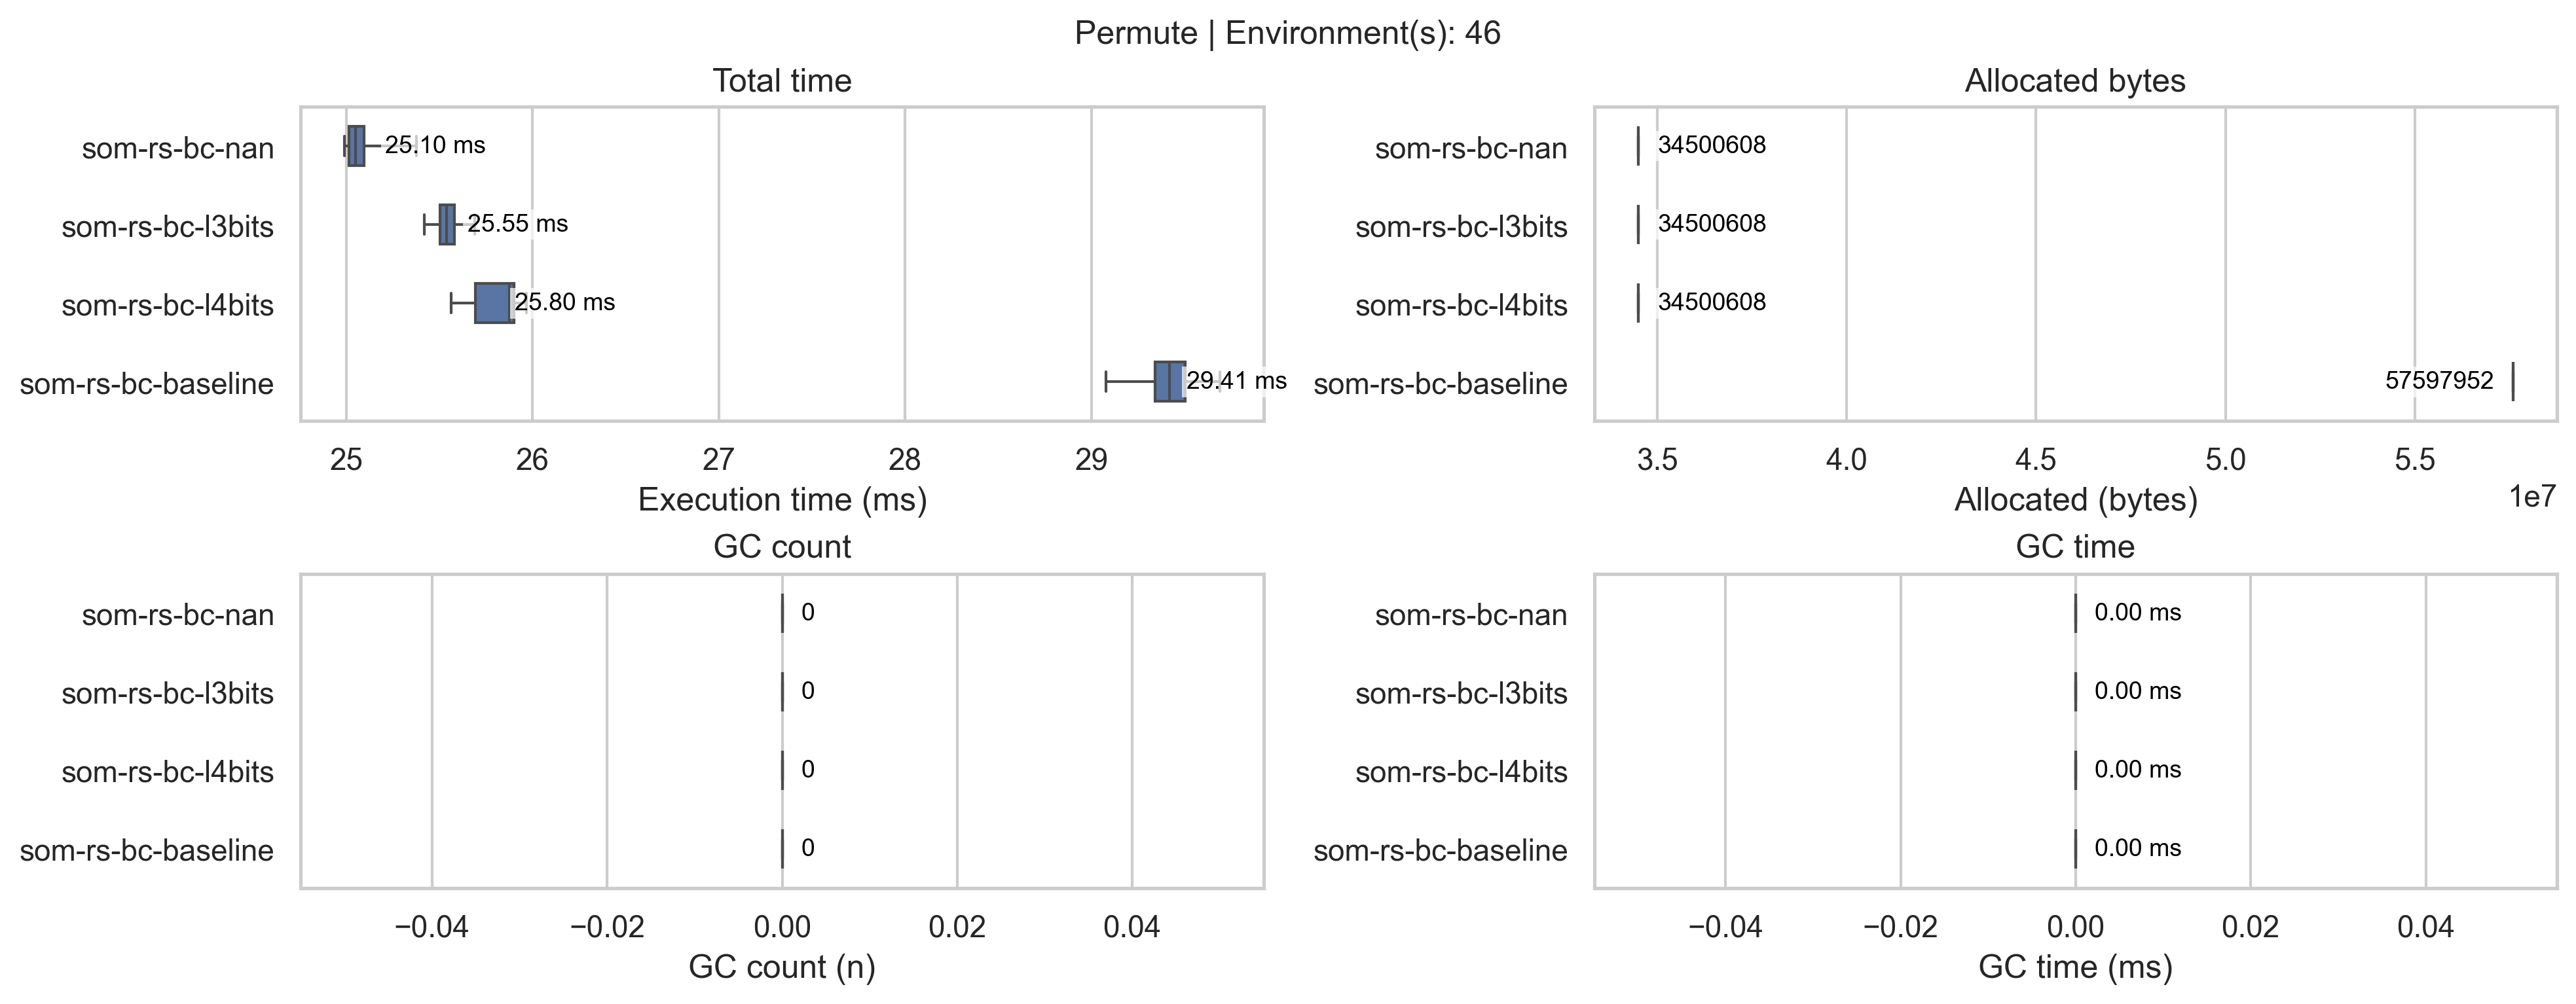 Permute | Environment(s): 46
Total time
som-rs-bc-nan
som-rs-bc-l3bits
som-rs-bc-l4bits
som-rs-bc-baseline
25.10 ms
25.55 ms
25.80 ms
29.41 ms
25 26 27 28 29
Execution time (ms)
Allocated bytes
som-rs-bc-nan
som-rs-bc-l3bits
som-rs-bc-l4bits
som-rs-bc-baseline
34500608
34500608
34500608
57597952
3.5 4.0 4.5 5.0 5.5
1e7
Allocated (bytes)
GC count
som-rs-bc-nan
som-rs-bc-l3bits
som-rs-bc-l4bits
som-rs-bc-baseline
0
0
0
0
−0.04 −0.02 0.00 0.02 0.04
GC count (n)
GC time
som-rs-bc-nan
som-rs-bc-l3bits
som-rs-bc-l4bits
som-rs-bc-baseline
0.00 ms
0.00 ms
0.00 ms
0.00 ms
−0.04 −0.02 0.00 0.02 0.04
GC time (ms)